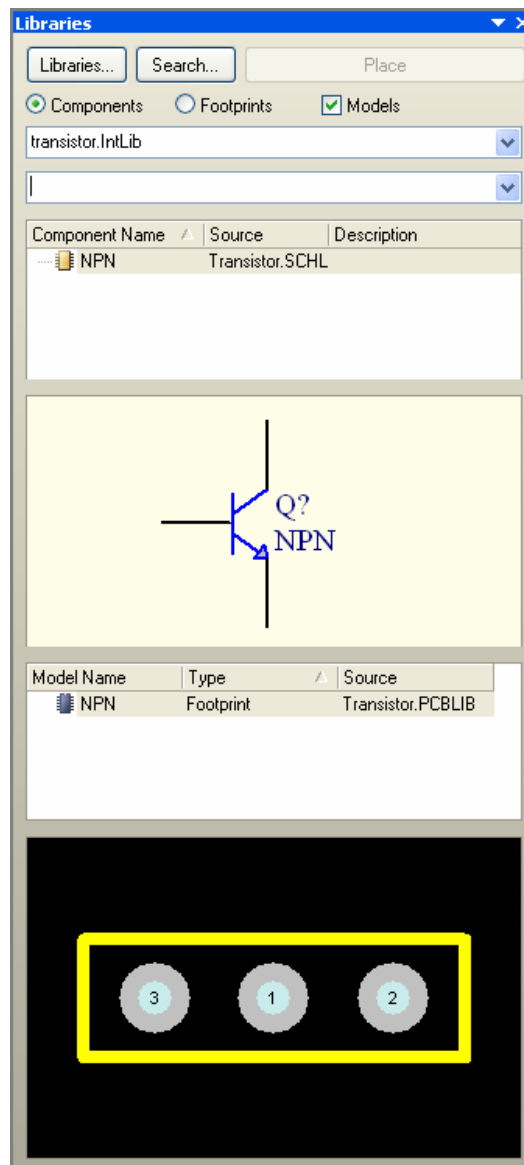 Libraries
Libraries... Search... Place
Components Footprints Models
transistor.IntLib
Component Name Source Description
NPN Transistor.SCHL
Q?
NPN
Model Name Type Source
NPN Footprint Transistor.PCBLIB
3 1 2